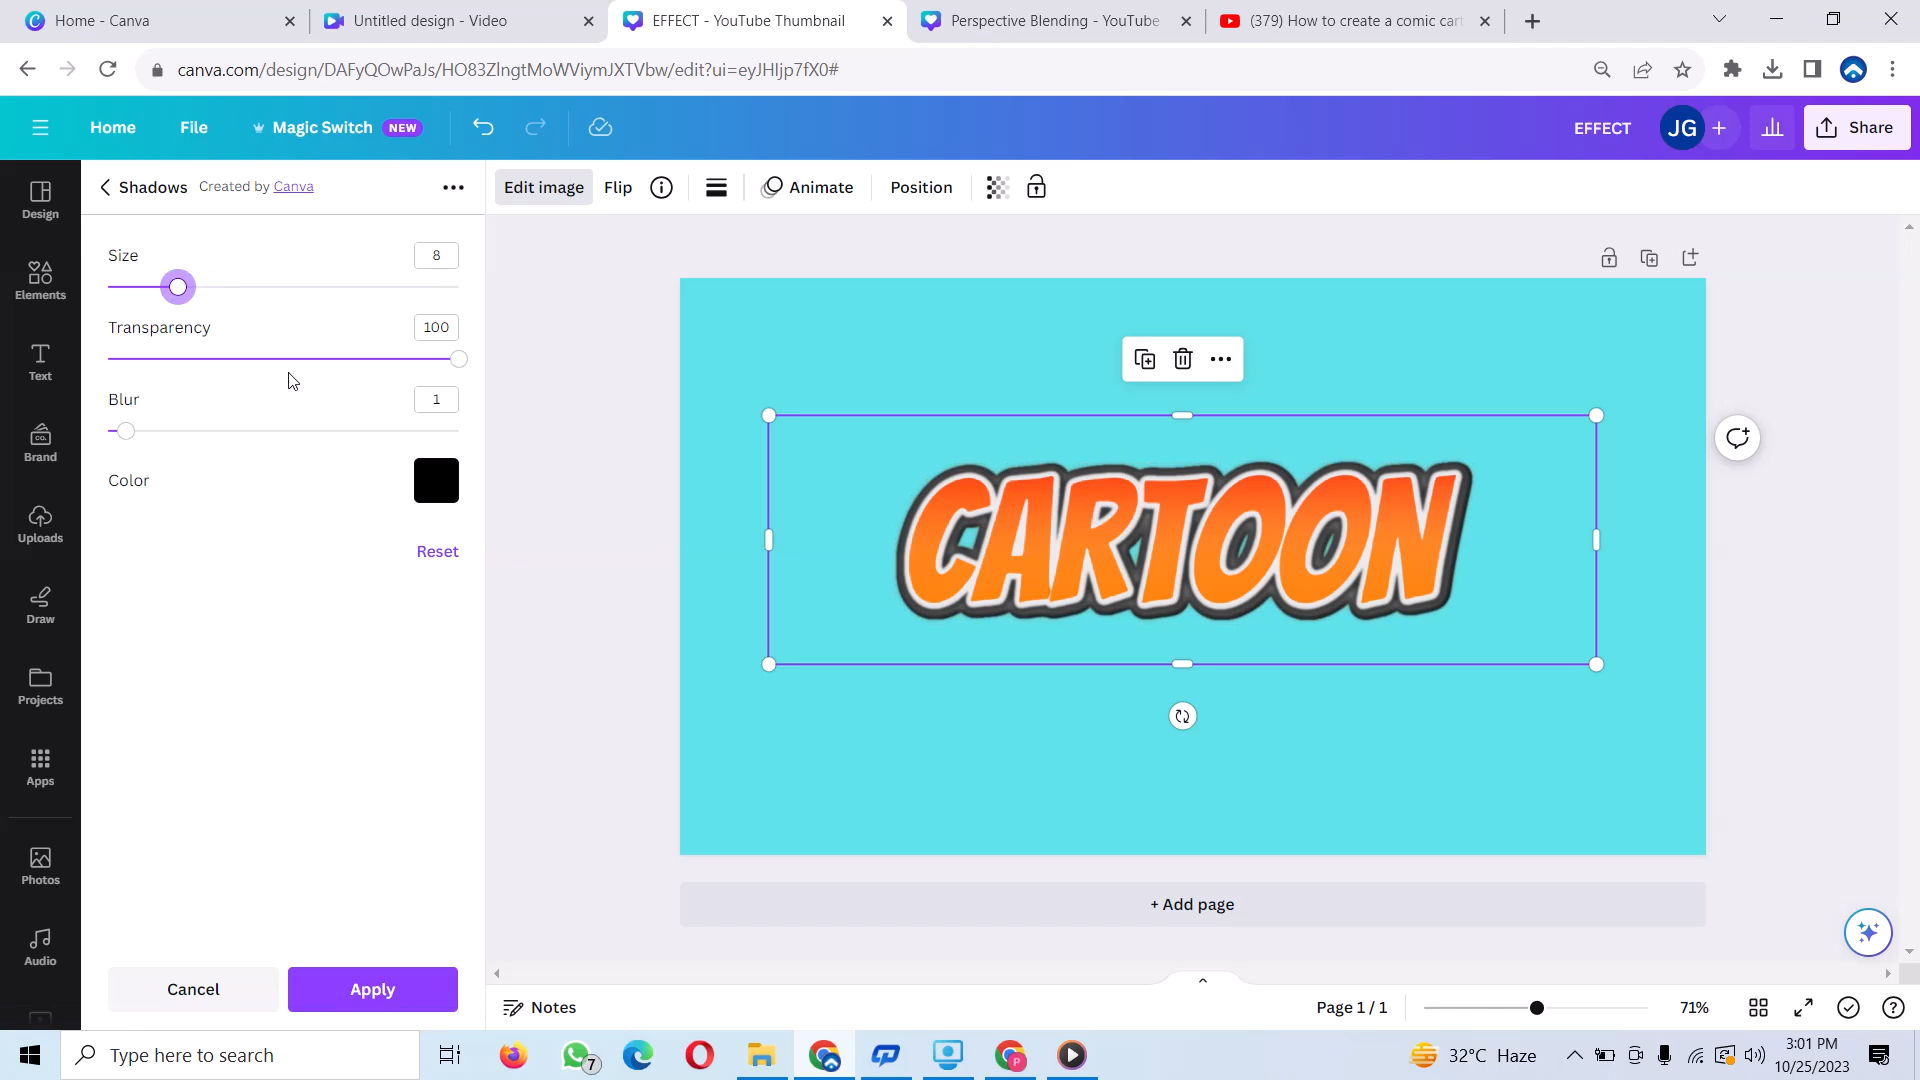 Home - Canva
Untitled design - Video
EFFECT - YouTube Thumbnail
Perspective Blending - YouTube
(379) How to create a comic cart
canva.com/design/DAFyQOwPaJs/HO83ZlngtMoWViymJXTVbw/edit?ui=eyJHIjp7fX0#
Home
File
Magic Switch
NEW
EFFECT
JG
Share
Design
Elements
Text
Brand
Uploads
Draw
Projects
Apps
Photos
Audio
Shadows
Created by Canva
Size
8
Transparency
100
Blur
1
Color
Reset
Cancel
Apply
Edit image
Flip
Animate
Position
CARTOON
+ Add page
Notes
Page 1 / 1
71%
Type here to search
7
32°C Haze
3:01 PM
10/25/2023